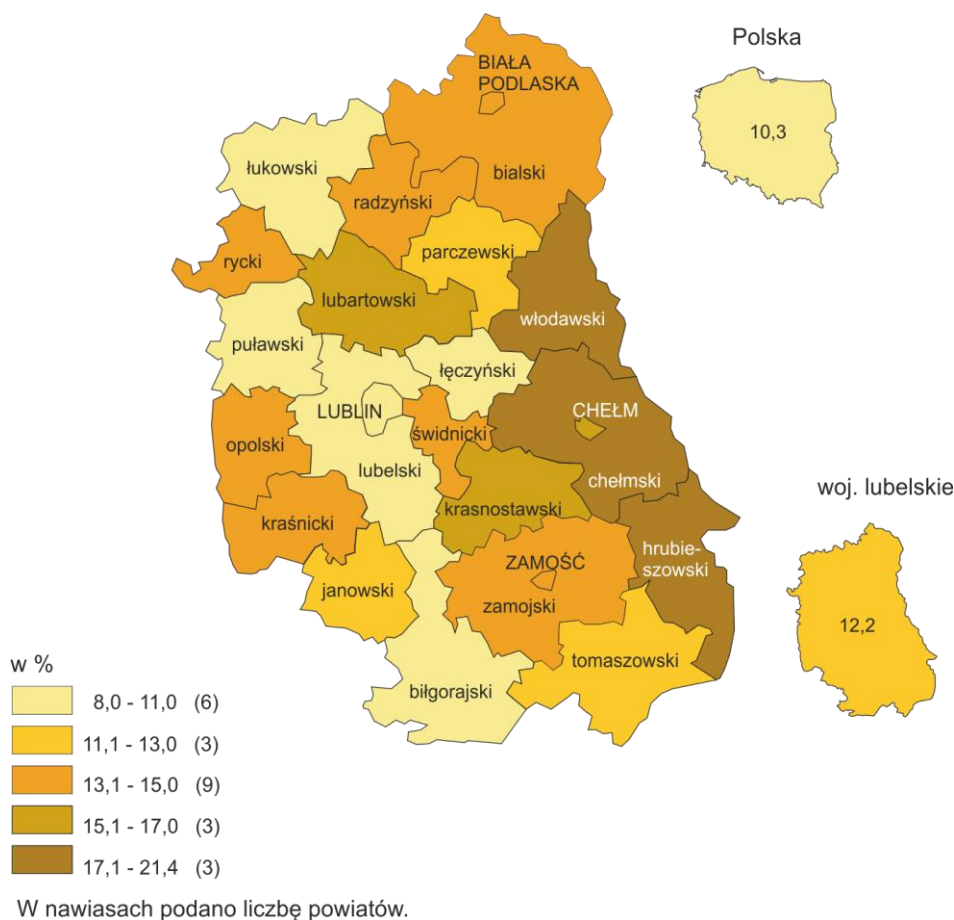 Polska
10,3
BIAŁA
PODLASKA
łukowski
radzyński
bialski
parczewski
rycki
lubartowski
włodawski
puławski
łęczyński
LUBLIN
CHEŁM
świdnicki
opolski
lubelski
chełmski
krasnostawski
kraśnicki
woj. lubelskie
hrubie-
szowski
ZAMOŚĆ
janowski
zamojski
12,2
tomaszowski
biłgorajski
w %
8,0 - 11,0 (6)
11,1 - 13,0 (3)
13,1 - 15,0 (9)
15,1 - 17,0 (3)
17,1 - 21,4 (3)
W nawiasach podano liczbę powiatów.